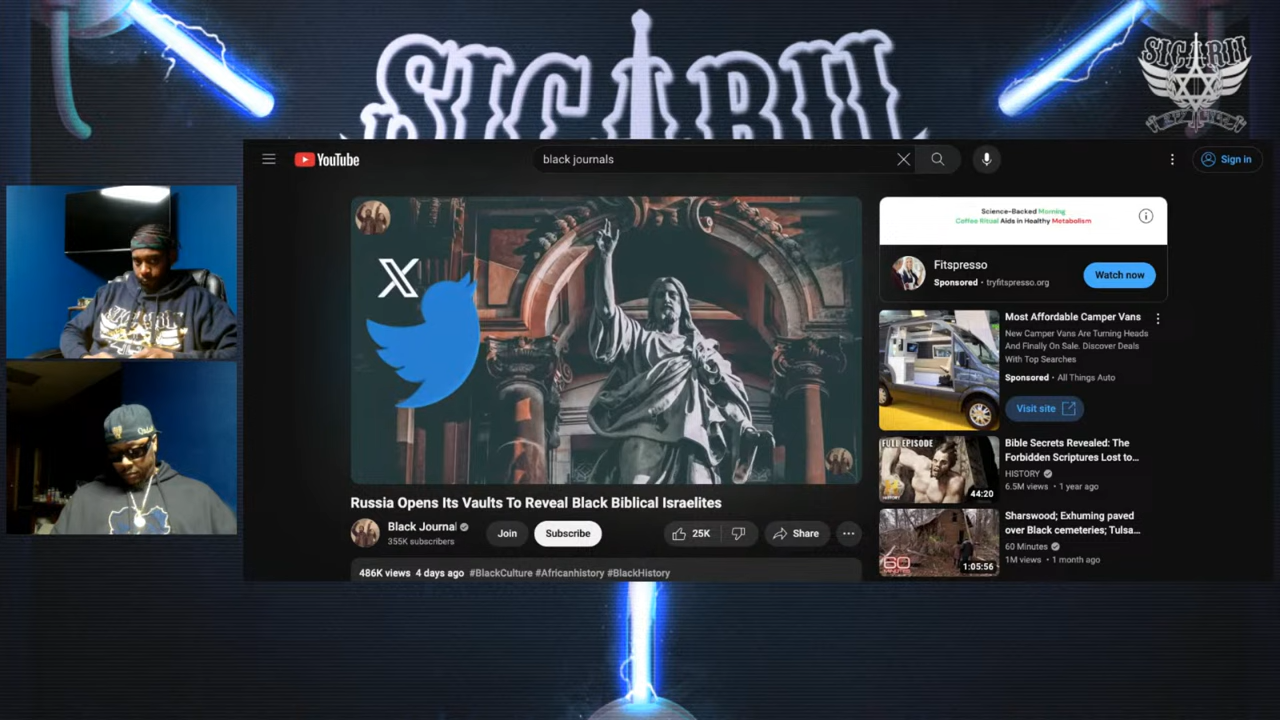 SICARII
SICARII
YouTube
black journals
Sign in
X
Science-Backed Morning
Coffee Ritual Aids in Healthy Metabolism
Fitspresso
Sponsored • tryfitspresso.org
Watch now
Most Affordable Camper Vans
New Camper Vans Are Turning Heads
And Finally On Sale. Discover Deals
With Top Searches
Sponsored • All Things Auto
Visit site
FULL EPISODE
44:20
Bible Secrets Revealed: The
Forbidden Scriptures Lost to...
HISTORY
6.5M views • 1 year ago
60
MINUTES
1:05:56
Sharswood; Exhuming paved
over Black cemeteries; Tulsa...
60 Minutes
1M views • 1 month ago
Russia Opens Its Vaults To Reveal Black Biblical Israelites
Black Journal
355K subscribers
Join
Subscribe
25K
Share
486K views 4 days ago #BlackCulture #Africanhistory #BlackHistory